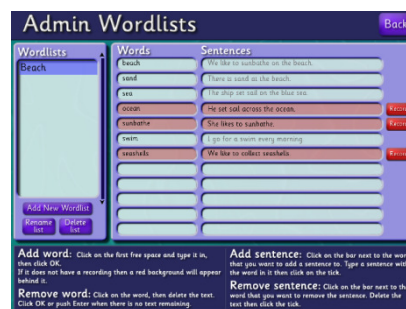 Admin Wordlists
Back
Wordlists
Words
Sentences
Beach
beach
We like to sunbathe on the beach.
sand
There is sand as the beach.
sea
The ship set sail on the blue sea
ocean
He set sail across the ocean.
sunbathe
She likes to sunbathe.
swim
I go for a swim every morning
seashells
We like to collect seashells.
Add New Wordlist
Rename list
Delete list
Add word: Click on the first free space and type it in,
then click OK.
If it does not have a recording then a red background will appear
behind it.
Remove word: Click on the word, then delete the text.
Click OK or push Enter when there is no text remaining.
Add sentence: Click on the bar next to the
that you want to add a sentence to. Type a sentence
the word in it then click on the tick.
Remove sentence: Click on the bar next to
word that you want to remove the sentence. Delete the
text then click the tick.